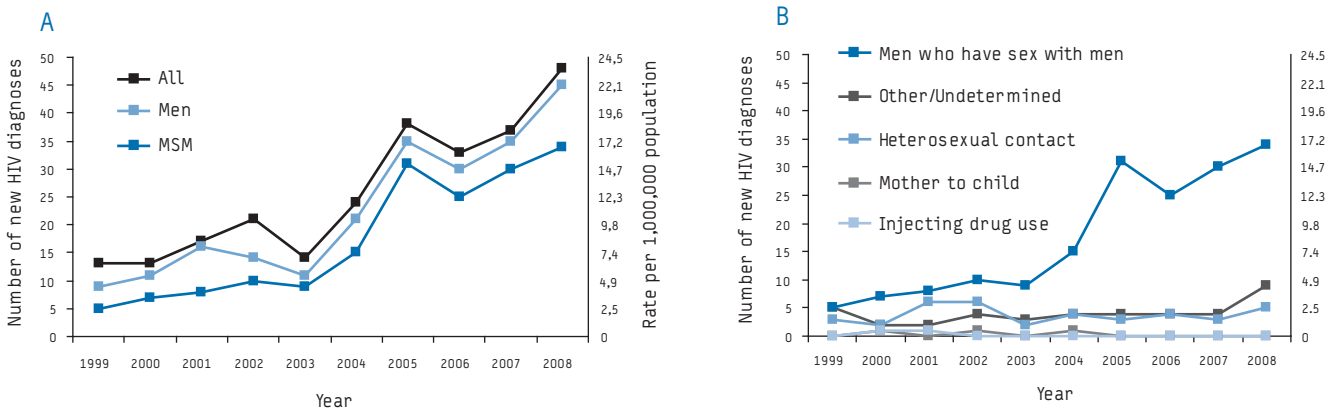 A
Number of new HIV diagnoses
50
45
40
35
30
25
20
15
10
5
0
All
Men
MSM
24,5
22,1
19,6
17,2
14,7
12,3
9,8
7,4
4,9
2,5
0
Rate per 1,000,000 population
1999 2000 2001 2002 2003 2004 2005 2006 2007 2008
Year
B
Number of new HIV diagnoses
50
45
40
35
30
25
20
15
10
5
0
Men who have sex with men
Other/Undetermined
Heterosexual contact
Mother to child
Injecting drug use
24,5
22,1
19,6
17,2
14,7
12,3
9,8
7,4
4,9
2,5
0
1999 2000 2001 2002 2003 2004 2005 2006 2007 2008
Year